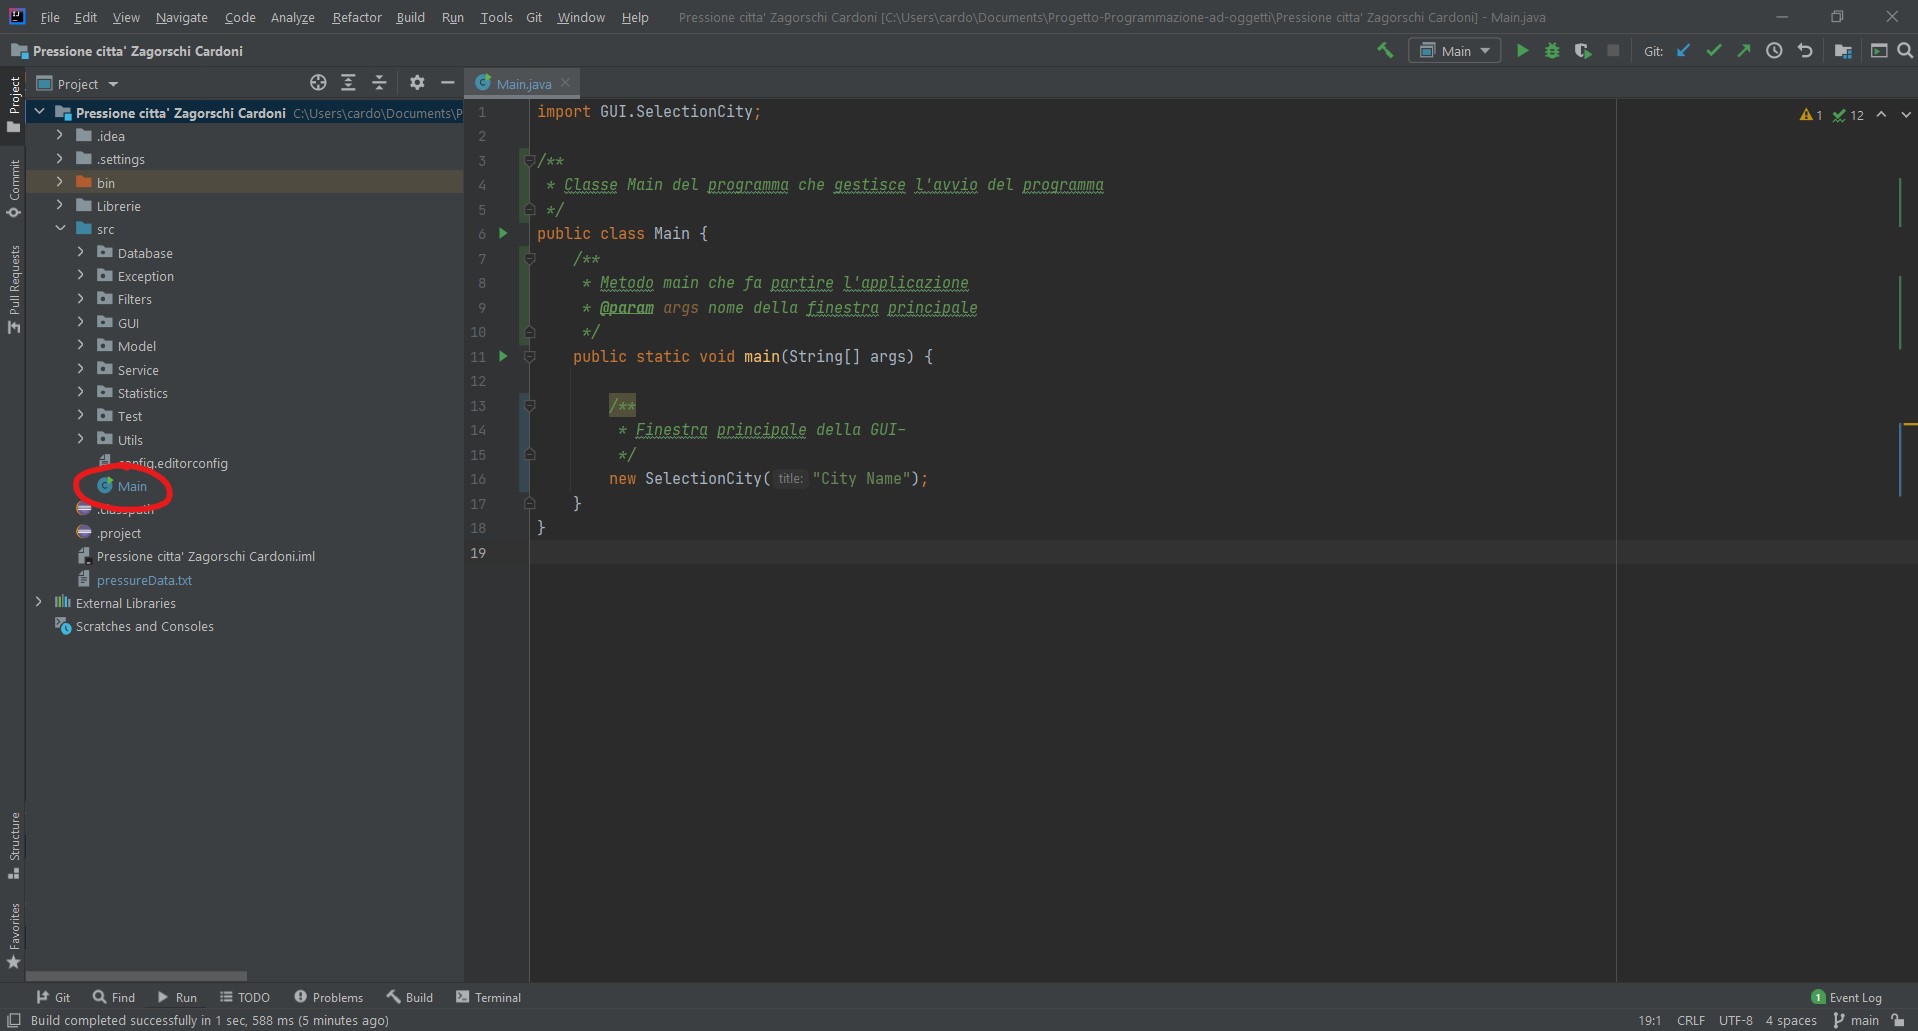 File Edit View Navigate Code Analyze Refactor Build Run Tools Git Window Help Pressione citta' Zagorschi Cardoni [C:\Users\cardo\Documents\Progetto-Programmazione-ad-oggetti\Pressione citta' Zagorschi Cardoni] - Main.java
Pressione citta' Zagorschi Cardoni Main Git:
Project Main.java
Pressione citta' Zagorschi Cardoni C:\Users\cardo\Documents\P
.idea
.settings
bin
Librerie
src
Database
Exception
Filters
GUI
Model
Service
Statistics
Test
Utils
config.editorconfig
Main
.classpath
.project
Pressione citta' Zagorschi Cardoni.iml
pressureData.txt
External Libraries
Scratches and Consoles
Project
Commit
Pull Requests
Structure
Favorites
1 import GUI.SelectionCity;
2
3 /**
4 * Classe Main del programma che gestisce l'avvio del programma
5 */
6 public class Main {
7 /**
8 * Metodo main che fa partire l'applicazione
9 * @param args nome della finestra principale
10 */
11 public static void main(String[] args) {
12
13 /**
14 * Finestra principale della GUI-
15 */
16 new SelectionCity( title: "City Name");
17 }
18 }
19
1 12
Git Find Run TODO Problems Build Terminal 1 Event Log
Build completed successfully in 1 sec, 588 ms (5 minutes ago) 19:1 CRLF UTF-8 4 spaces main